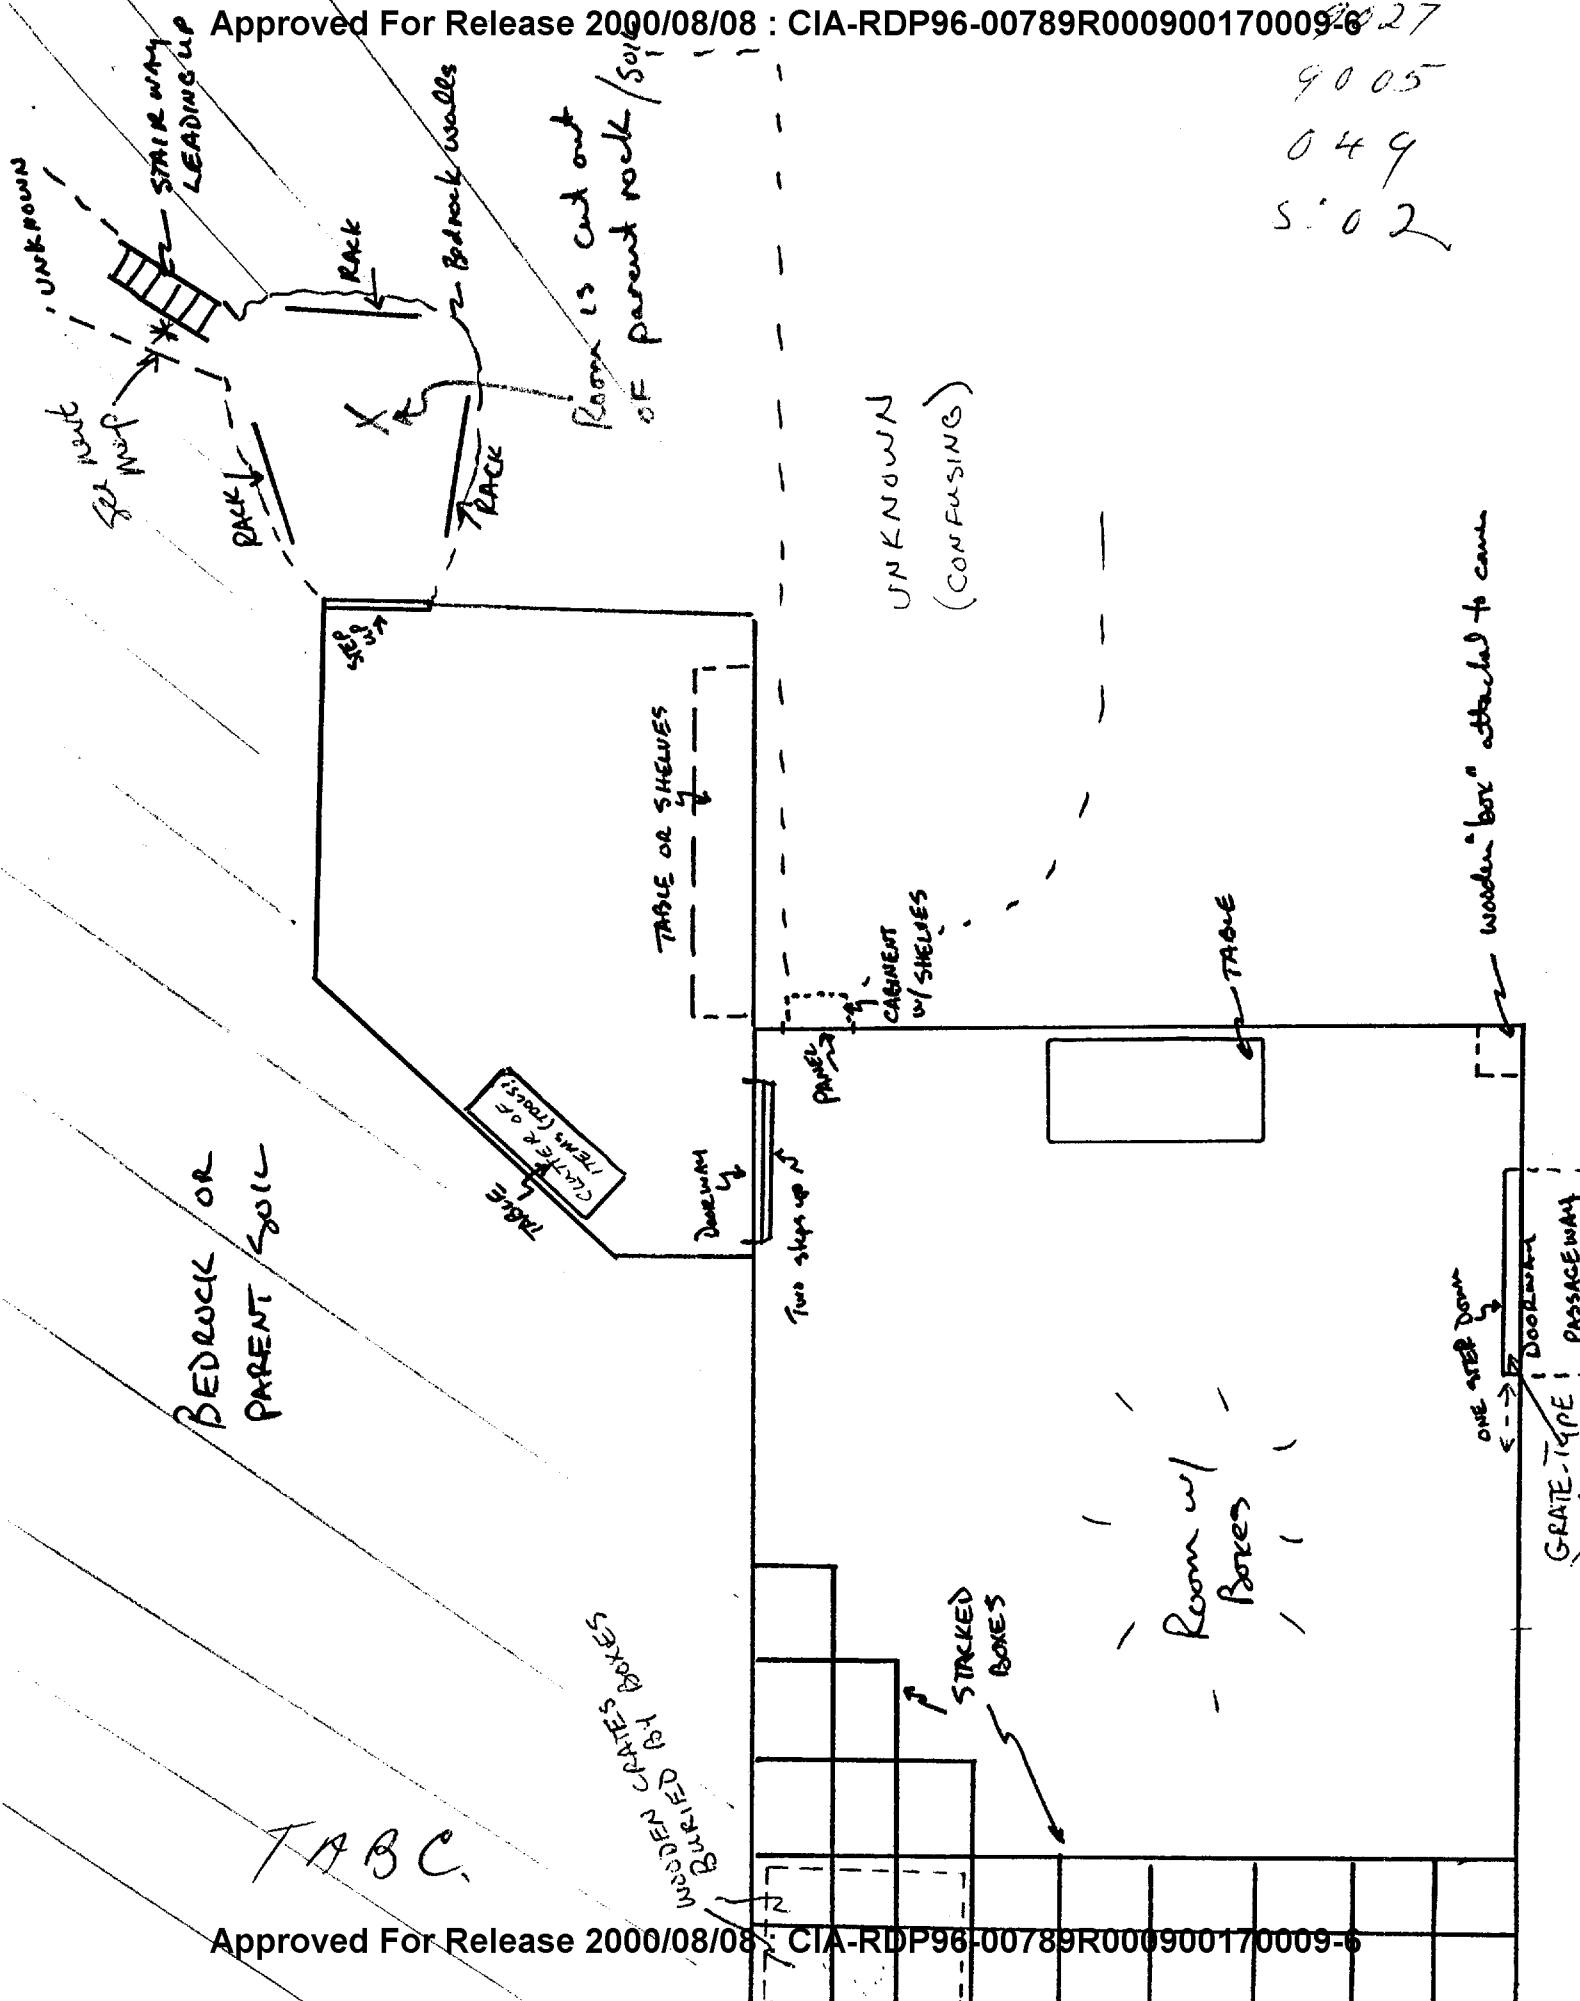 Approved For Release 2000/08/08 : CIA-RDP96-00789R000900170009-6
9027
9005
049
S:02
UNKNOWN
STAIRWAY
LEADING UP
See next
map
RACK
RACK
RACK
Bedrock walls
Room is cut out
of parent rock/soil
X
STEP
UP
UNKNOWN
(CONFUSING)
TABLE OR SHELVES
CABINENT
w/ SHELVES
PANEL
TABLE
wooden "box" attached to
TABLE
CLUTTER OF
ITEMS (TOOLS?)
DOORWAY
Two steps up
BEDROCK OR
PARENT SOIL
ONE STEP DOWN
DOORWAY
PASSAGEWAY
GRATE-TYPE
Room w/
Boxes
STACKED
BOXES
WOODEN CRATES
BURIED BY BOXES
TAB C.
Approved For Release 2000/08/08 : CIA-RDP96-00789R000900170009-6